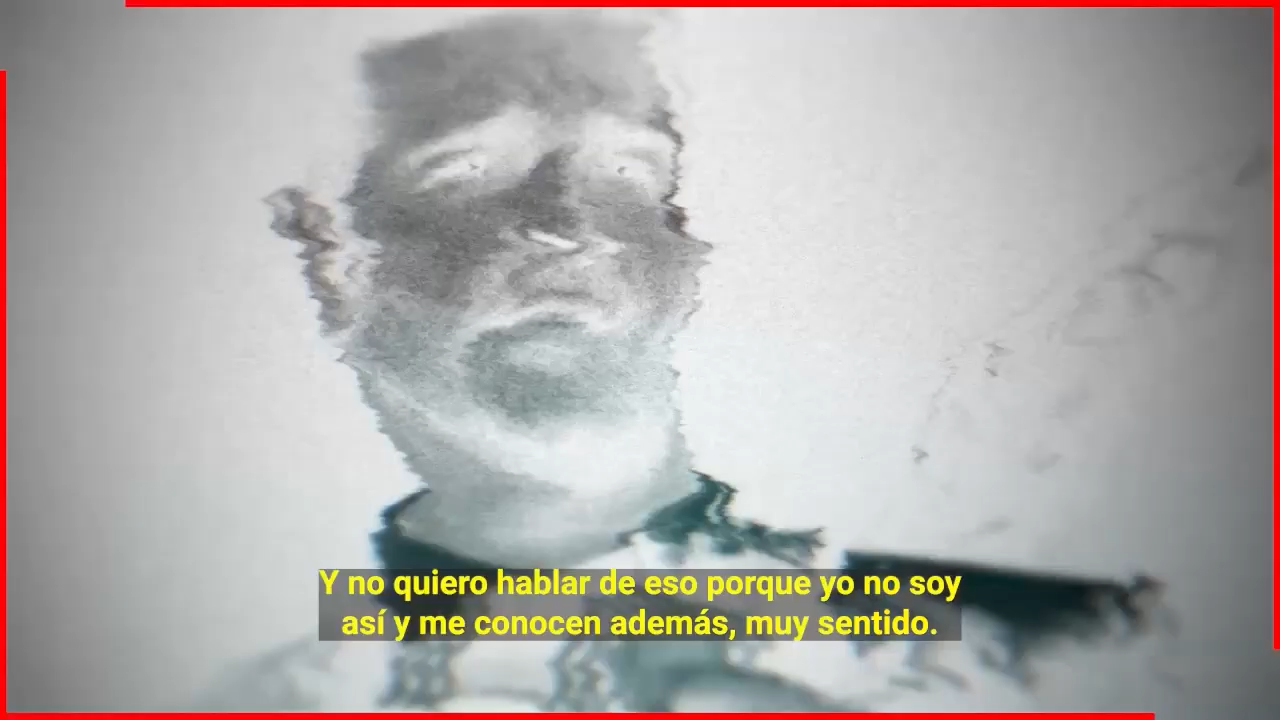 Y no quiero hablar de eso porque yo no soy
así y me conocen además, muy sentido.